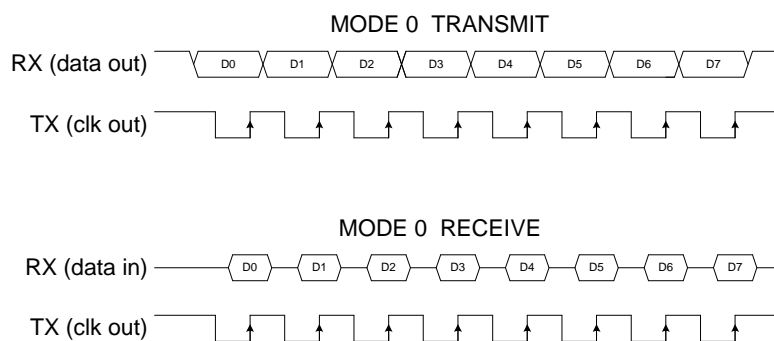 MODE 0 TRANSMIT
RX (data out) D0 D1 D2 D3 D4 D5 D6 D7
TX (clk out)
MODE 0 RECEIVE
RX (data in) D0 D1 D2 D3 D4 D5 D6 D7
TX (clk out)